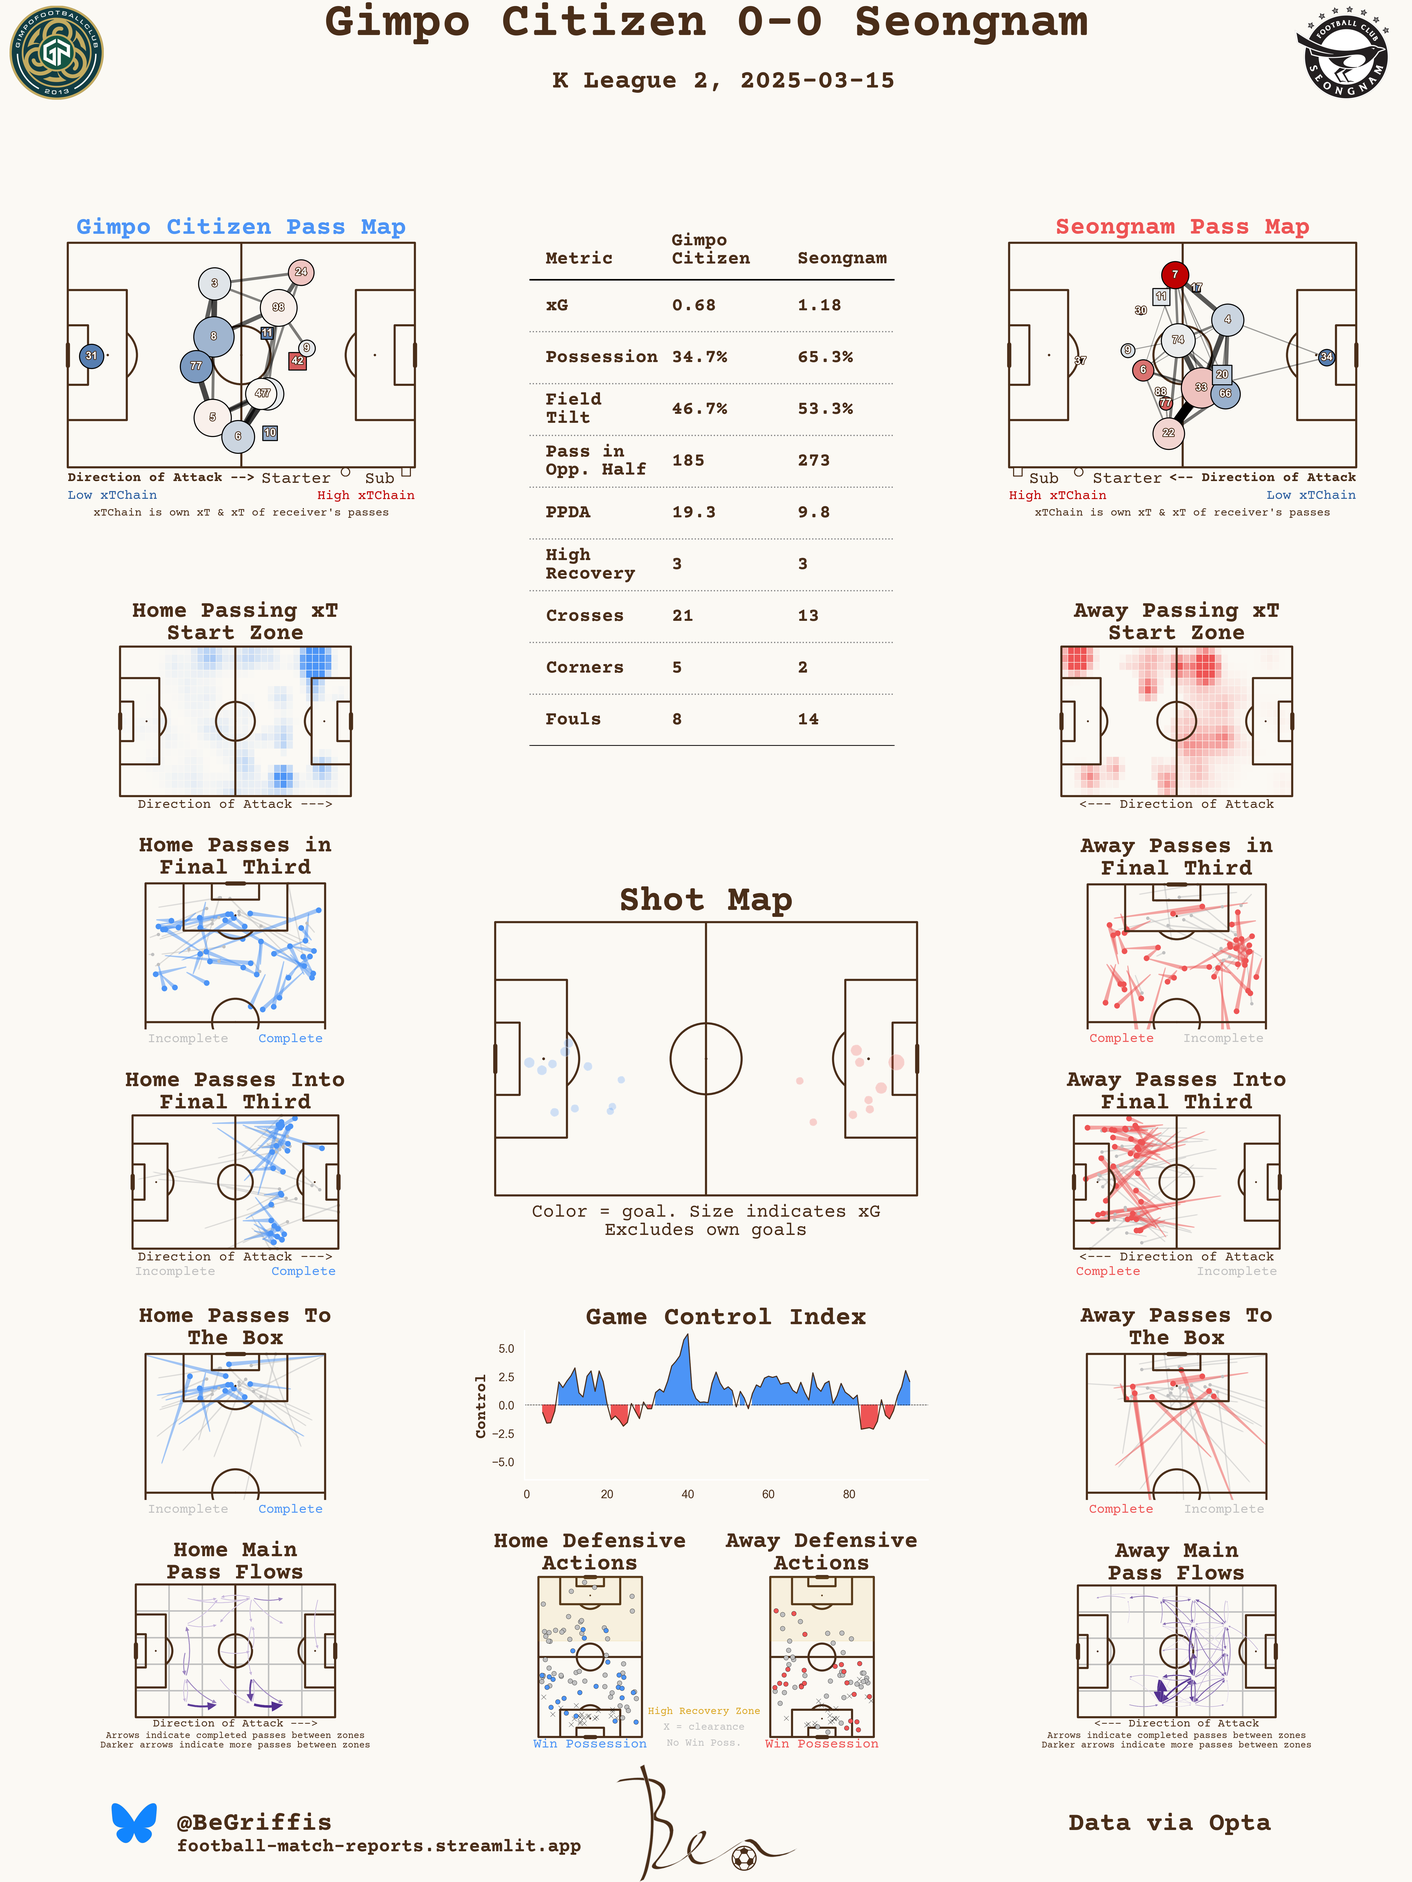 Gimpo Citizen 0-0 Seongnam
K League 2, 2025-03-15
GIMPOFOOTBALLCLUB
GP
2013
FOOTBALL CLUB
SEONGNAM
Gimpo Citizen Pass Map
31
3
24
98
8
11
9
42
77
5
6
10
Direction of Attack --> Starter Sub
Low xTChain High xTChain
xTChain is own xT & xT of receiver's passes
Metric Gimpo Citizen Seongnam
xG 0.68 1.18
Possession 34.7% 65.3%
Field Tilt 46.7% 53.3%
Pass in Opp. Half 185 273
PPDA 19.3 9.8
High Recovery 3 3
Crosses 21 13
Corners 5 2
Fouls 8 14
Seongnam Pass Map
7
17
11
30
4
74
9
34
37
6
20
33
66
88
77
22
Sub Starter <-- Direction of Attack
High xTChain Low xTChain
xTChain is own xT & xT of receiver's passes
Home Passing xT
Start Zone
Direction of Attack --->
Away Passing xT
Start Zone
<--- Direction of Attack
Home Passes in
Final Third
Incomplete Complete
Away Passes in
Final Third
Complete Incomplete
Shot Map
Color = goal. Size indicates xG
Excludes own goals
Home Passes Into
Final Third
Direction of Attack --->
Incomplete Complete
Away Passes Into
Final Third
<--- Direction of Attack
Complete Incomplete
Home Passes To
The Box
Incomplete Complete
Game Control Index
Control
5.0
2.5
0.0
−2.5
−5.0
0 20 40 60 80
Away Passes To
The Box
Complete Incomplete
Home Main
Pass Flows
Direction of Attack --->
Arrows indicate completed passes between zones
Darker arrows indicate more passes between zones
Home Defensive
Actions
Win Possession
Away Defensive
Actions
Win Possession
High Recovery Zone
X = clearance
No Win Poss.
Away Main
Pass Flows
<--- Direction of Attack
Arrows indicate completed passes between zones
Darker arrows indicate more passes between zones
@BeGriffis
football-match-reports.streamlit.app
Ben
Data via Opta